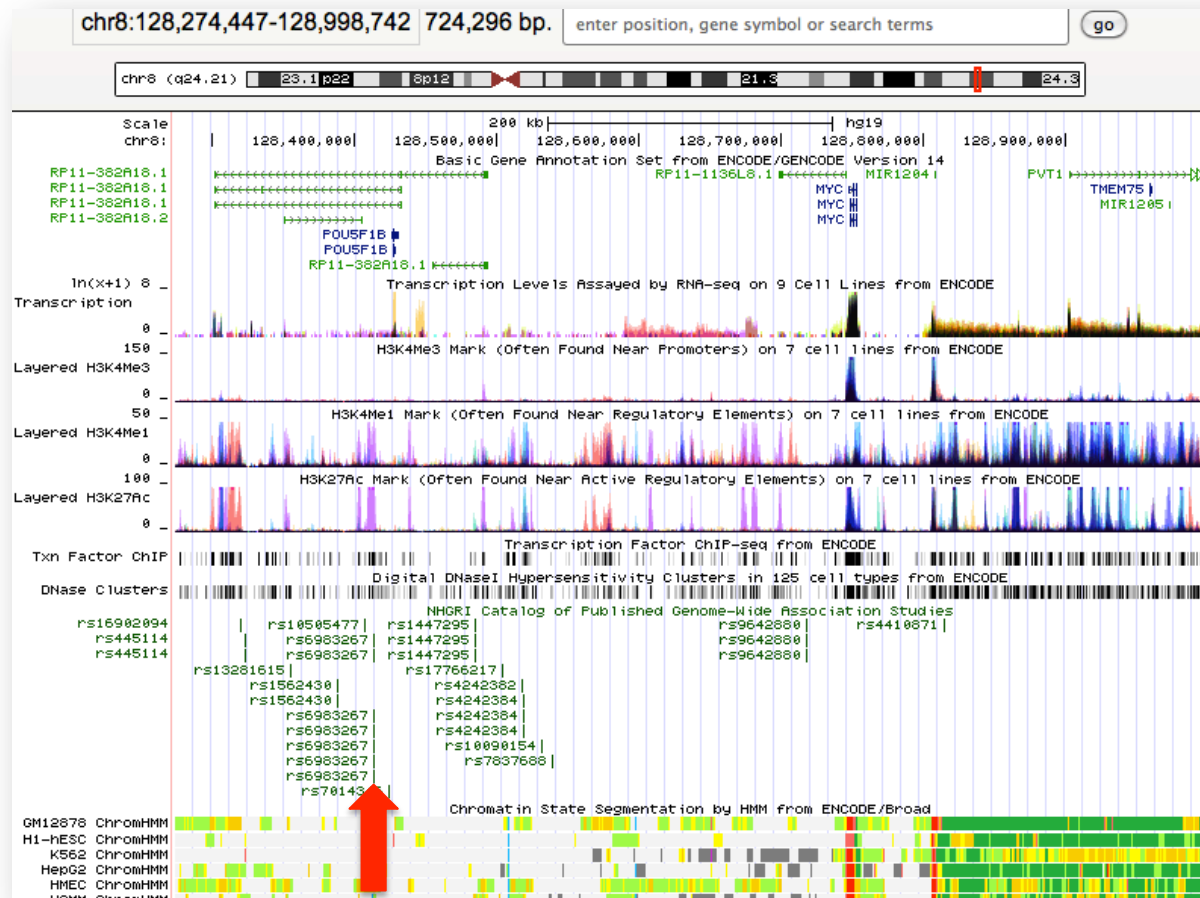 chr8:128,274,447-128,998,742 724,296 bp. enter position, gene symbol or search terms go
chr8 (q24.21) 23.1 p22 8p12 21.3 24.3
Scale 200 kb hg19
chr8: 128,400,000 128,500,000 128,600,000 128,700,000 128,800,000 128,900,000
Basic Gene Annotation Set from ENCODE/GENCODE Version 14
RP11-382A18.1 RP11-1136L8.1 MIR1204 PVT1
RP11-382A18.1 MYC TMEM75
RP11-382A18.1 MYC MIR1205
RP11-382A18.2 MYC
POU5F1B
POU5F1B
RP11-382A18.1
ln(x+1) 8 Transcription Levels Assayed by RNA-seq on 9 Cell Lines from ENCODE
Transcription
0
150 H3K4Me3 Mark (Often Found Near Promoters) on 7 cell lines from ENCODE
Layered H3K4Me3
0
50 H3K4Me1 Mark (Often Found Near Regulatory Elements) on 7 cell lines from ENCODE
Layered H3K4Me1
0
100 H3K27Ac Mark (Often Found Near Active Regulatory Elements) on 7 cell lines from ENCODE
Layered H3K27Ac
0
Transcription Factor ChIP-seq from ENCODE
Txn Factor ChIP
Digital DNaseI Hypersensitivity Clusters in 125 cell types from ENCODE
DNase Clusters
NHGRI Catalog of Published Genome-Wide Association Studies
rs16902094 rs10505477 rs1447295 rs9642880 rs4410871
rs445114 rs6983267 rs1447295 rs9642880
rs445114 rs6983267 rs1447295 rs9642880
rs13281615 rs17766217
rs1562430 rs4242382
rs1562430 rs4242384
rs6983267 rs4242384
rs6983267 rs4242384
rs6983267 rs10090154
rs6983267 rs7837688
rs6983267
Chromatin State Segmentation by HMM from ENCODE/Broad
GM12878 ChromHMM
H1-hESC ChromHMM
K562 ChromHMM
HepG2 ChromHMM
HMEC ChromHMM